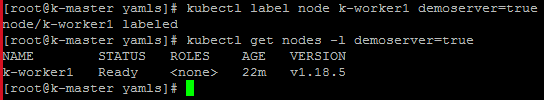 [root@k-master yamls]# kubectl label node k-worker1 demoserver=true
node/k-worker1 labeled
[root@k-master yamls]# kubectl get nodes -l demoserver=true
NAME        STATUS   ROLES    AGE   VERSION
k-worker1   Ready    <none>   22m   v1.18.5
[root@k-master yamls]#